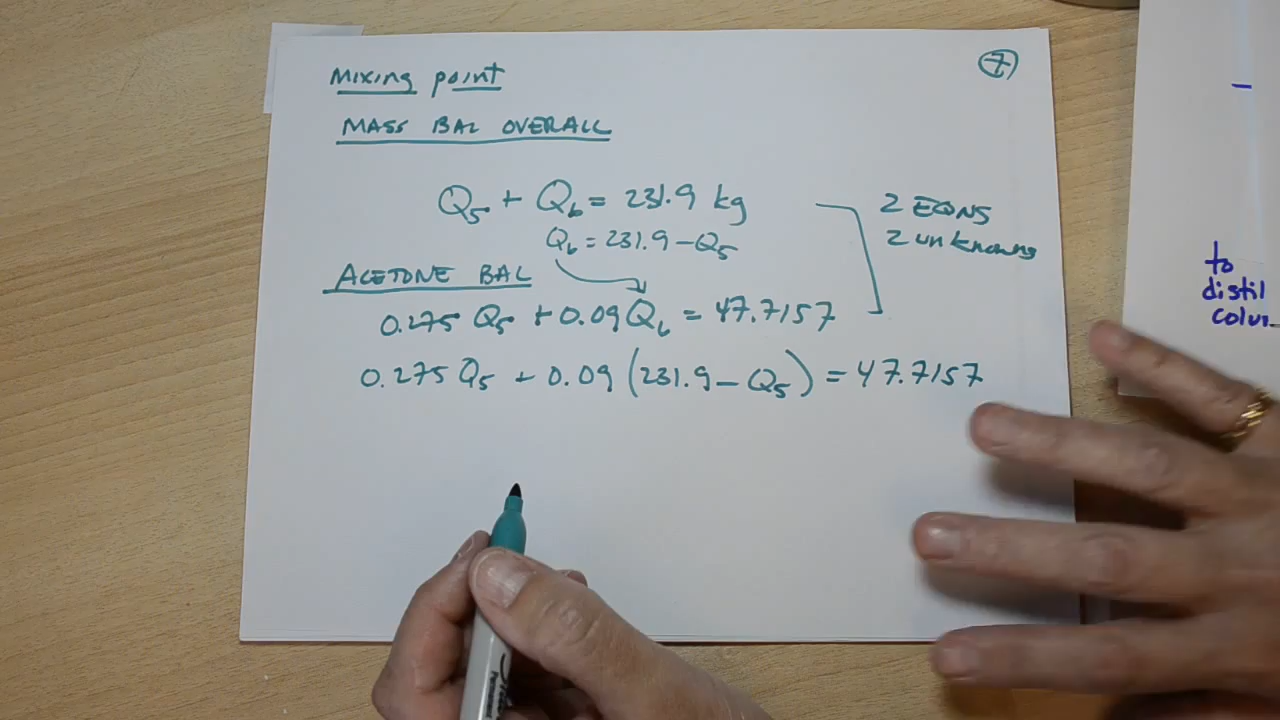 7
Mixing point
MASS BAL OVERALL
Q5 + Q6 = 231.9 kg
Q6 = 231.9 - Q5
2 EQNS
2 unknowns
ACETONE BAL
0.275 Q5 + 0.09 Q6 = 47.7157
0.275 Q5 + 0.09 (231.9 - Q5) = 47.7157
to
distil
colum